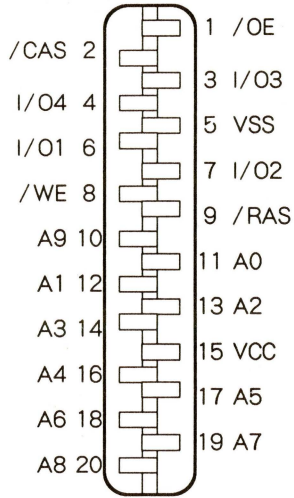 1 /OE
/CAS 2
3 I/O3
I/O4 4
5 VSS
I/O1 6
7 I/O2
/WE 8
9 /RAS
A9 10
11 A0
A1 12
13 A2
A3 14
15 VCC
A4 16
17 A5
A6 18
19 A7
A8 20